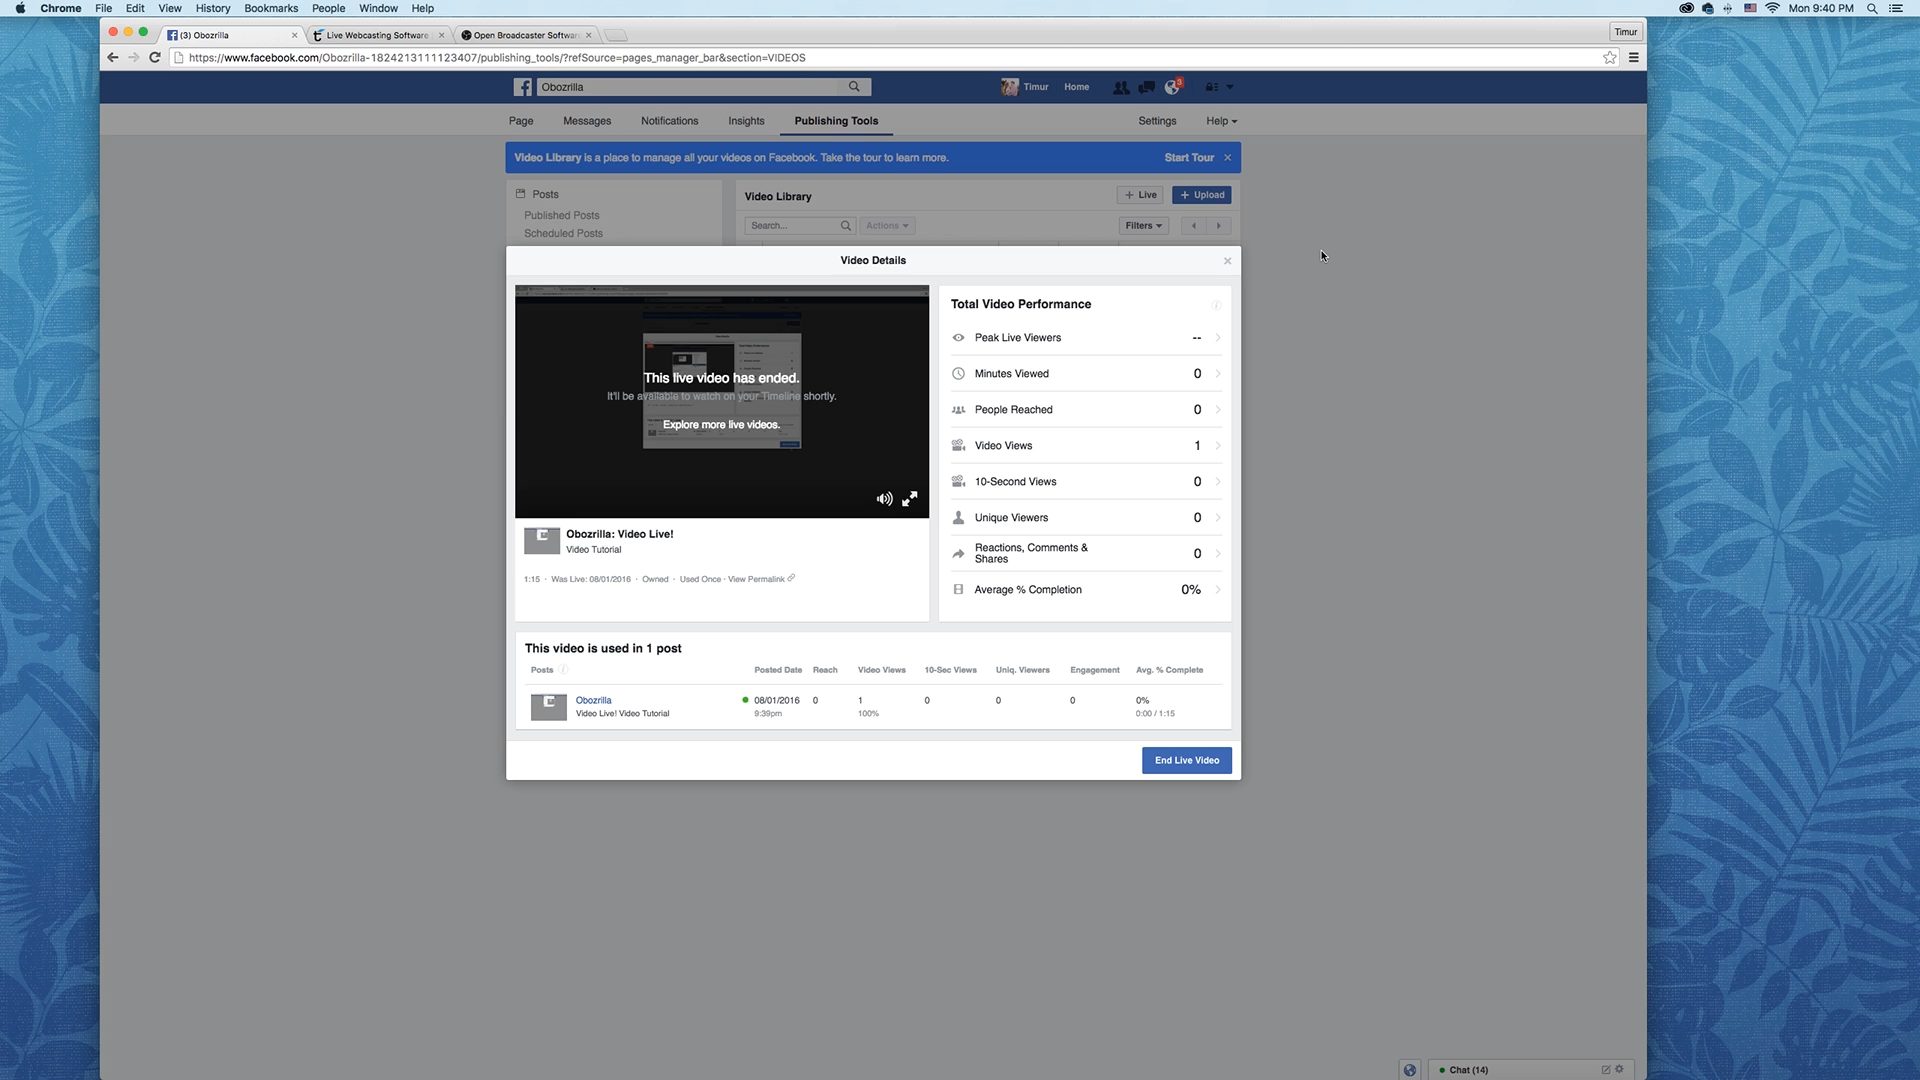 Chrome File Edit View History Bookmarks People Window Help Mon 9:40 PM
(3) Obozrilla Live Webcasting Software Open Broadcaster Softwar Timur
https://www.facebook.com/Obozrilla-1824213111123407/publishing_tools/?refSource=pages_manager_bar&section=VIDEOS
Obozrilla Timur Home 3
Page Messages Notifications Insights Publishing Tools Settings Help
Video Library is a place to manage all your videos on Facebook. Take the tour to learn more. Start Tour
Posts
Published Posts
Scheduled Posts
Video Library + Live + Upload
Search... Actions Filters
Video Details
This live video has ended.
It'll be available to watch on your Timeline shortly.
Explore more live videos.
Obozrilla: Video Live!
Video Tutorial
1:15 · Was Live: 08/01/2016 · Owned · Used Once · View Permalink
Total Video Performance
Peak Live Viewers --
Minutes Viewed 0
People Reached 0
Video Views 1
10-Second Views 0
Unique Viewers 0
Reactions, Comments &
Shares 0
Average % Completion 0%
This video is used in 1 post
Posts Posted Date Reach Video Views 10-Sec Views Uniq. Viewers Engagement Avg. % Complete
Obozrilla 08/01/2016 0 1 0 0 0 0%
Video Live! Video Tutorial 9:39pm 100% 0:00 / 1:15
End Live Video
Chat (14)